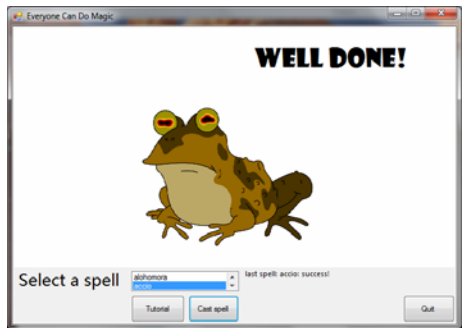 Everyone Can Do Magic
WELL DONE!
Select a spell
alohomora
accio
last spell: accio: success!
Tutorial
Cast spell
Quit